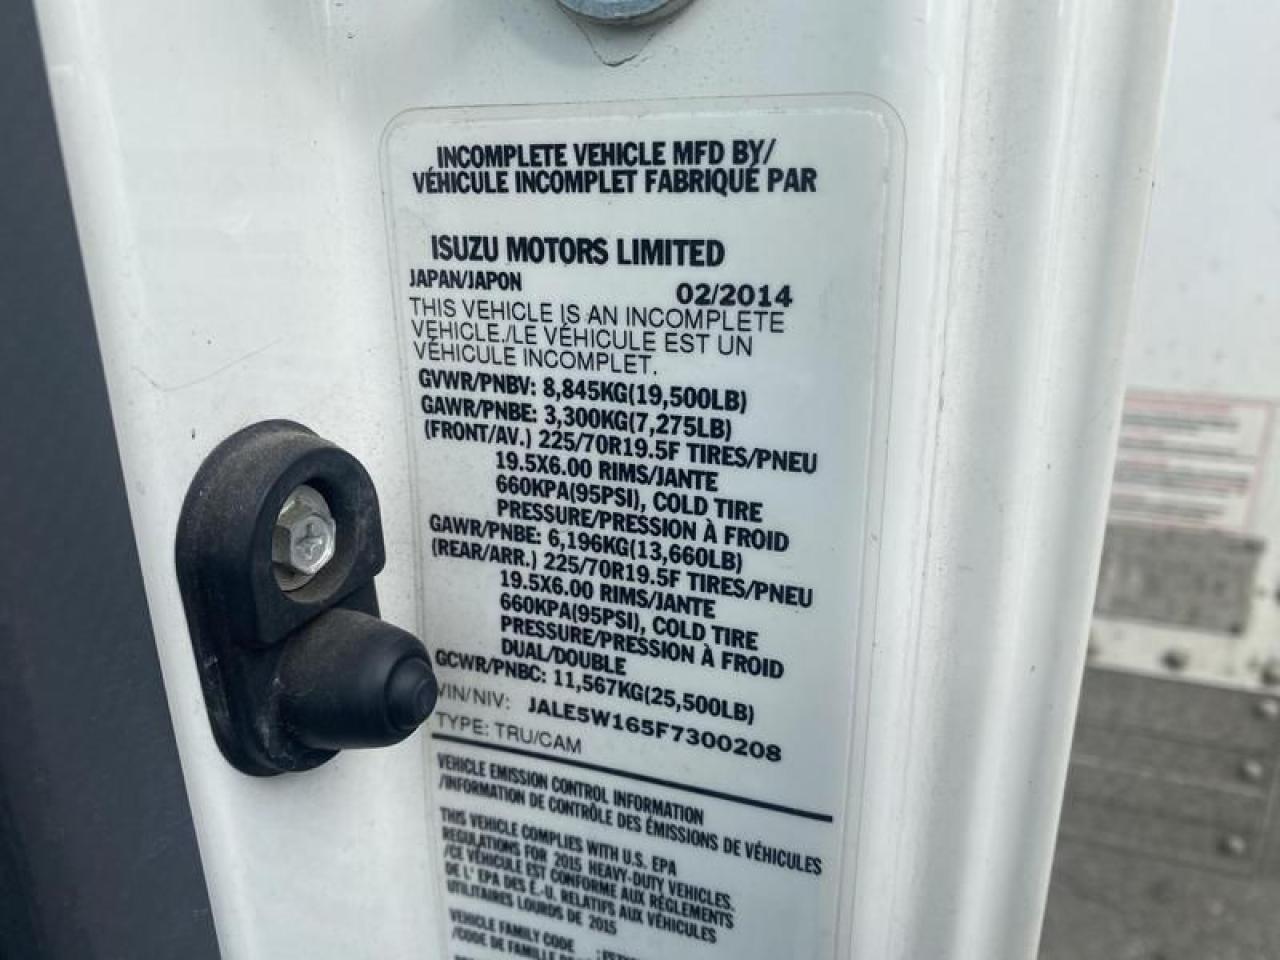 INCOMPLETE VEHICLE MFD BY/
VÉHICULE INCOMPLET FABRIQUÉ PAR
ISUZU MOTORS LIMITED
JAPAN/JAPON 02/2014
THIS VEHICLE IS AN INCOMPLETE
VEHICLE./LE VÉHICULE EST UN
VÉHICULE INCOMPLET.
GVWR/PNBV: 8,845KG(19,500LB)
GAWR/PNBE: 3,300KG(7,275LB)
(FRONT/AV.) 225/70R19.5F TIRES/PNEU
19.5X6.00 RIMS/JANTE
660KPA(95PSI), COLD TIRE
PRESSURE/PRESSION À FROID
GAWR/PNBE: 6,196KG(13,660LB)
(REAR/ARR.) 225/70R19.5F TIRES/PNEU
19.5X6.00 RIMS/JANTE
660KPA(95PSI), COLD TIRE
PRESSURE/PRESSION À FROID
DUAL/DOUBLE
GCWR/PNBC: 11,567KG(25,500LB)
VIN/NIV: JALE5W165F7300208
TYPE: TRU/CAM
VEHICLE EMISSION CONTROL INFORMATION
/INFORMATION DE CONTRÔLE DES ÉMISSIONS DE VÉHICULES
THIS VEHICLE COMPLIES WITH U.S. EPA
REGULATIONS FOR 2015 HEAVY-DUTY VEHICLES.
/CE VÉHICULE EST CONFORME AUX RÈGLEMENTS
DE L' EPA DES É.-U. RELATIFS AUX VÉHICULES
UTILITAIRES LOURDS DE 2015
VEHICLE FAMILY CODE
/CODE DE FAMILLE